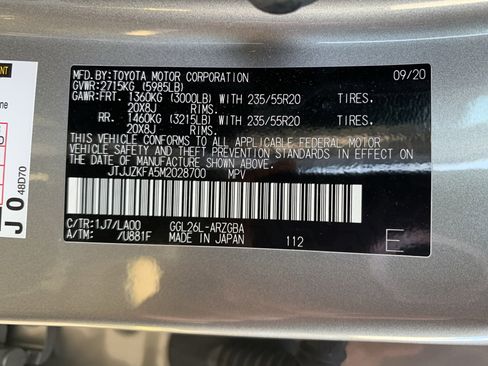 MFD.BY:TOYOTA MOTOR CORPORATION 09/20
GVWR:2715KG (5985LB)
GAWR:FRT. 1360KG (3000LB) WITH 235/55R20 TIRES.
20X8J RIMS.
RR. 1460KG (3215LB) WITH 235/55R20 TIRES.
20X8J RIMS.
THIS VEHICLE CONFORMS TO ALL APPLICABLE FEDERAL MOTOR
VEHICLE SAFETY AND THEFT PREVENTION STANDARDS IN EFFECT ON
THE DATE OF MANUFACTURE SHOWN ABOVE.
JTJJZKFA5M2028700 MPV
C/TR:1J7/LA00 GGL26L-ARZGBA
A/TM: /U881F MADE IN JAPAN 112 E
J0
48D70